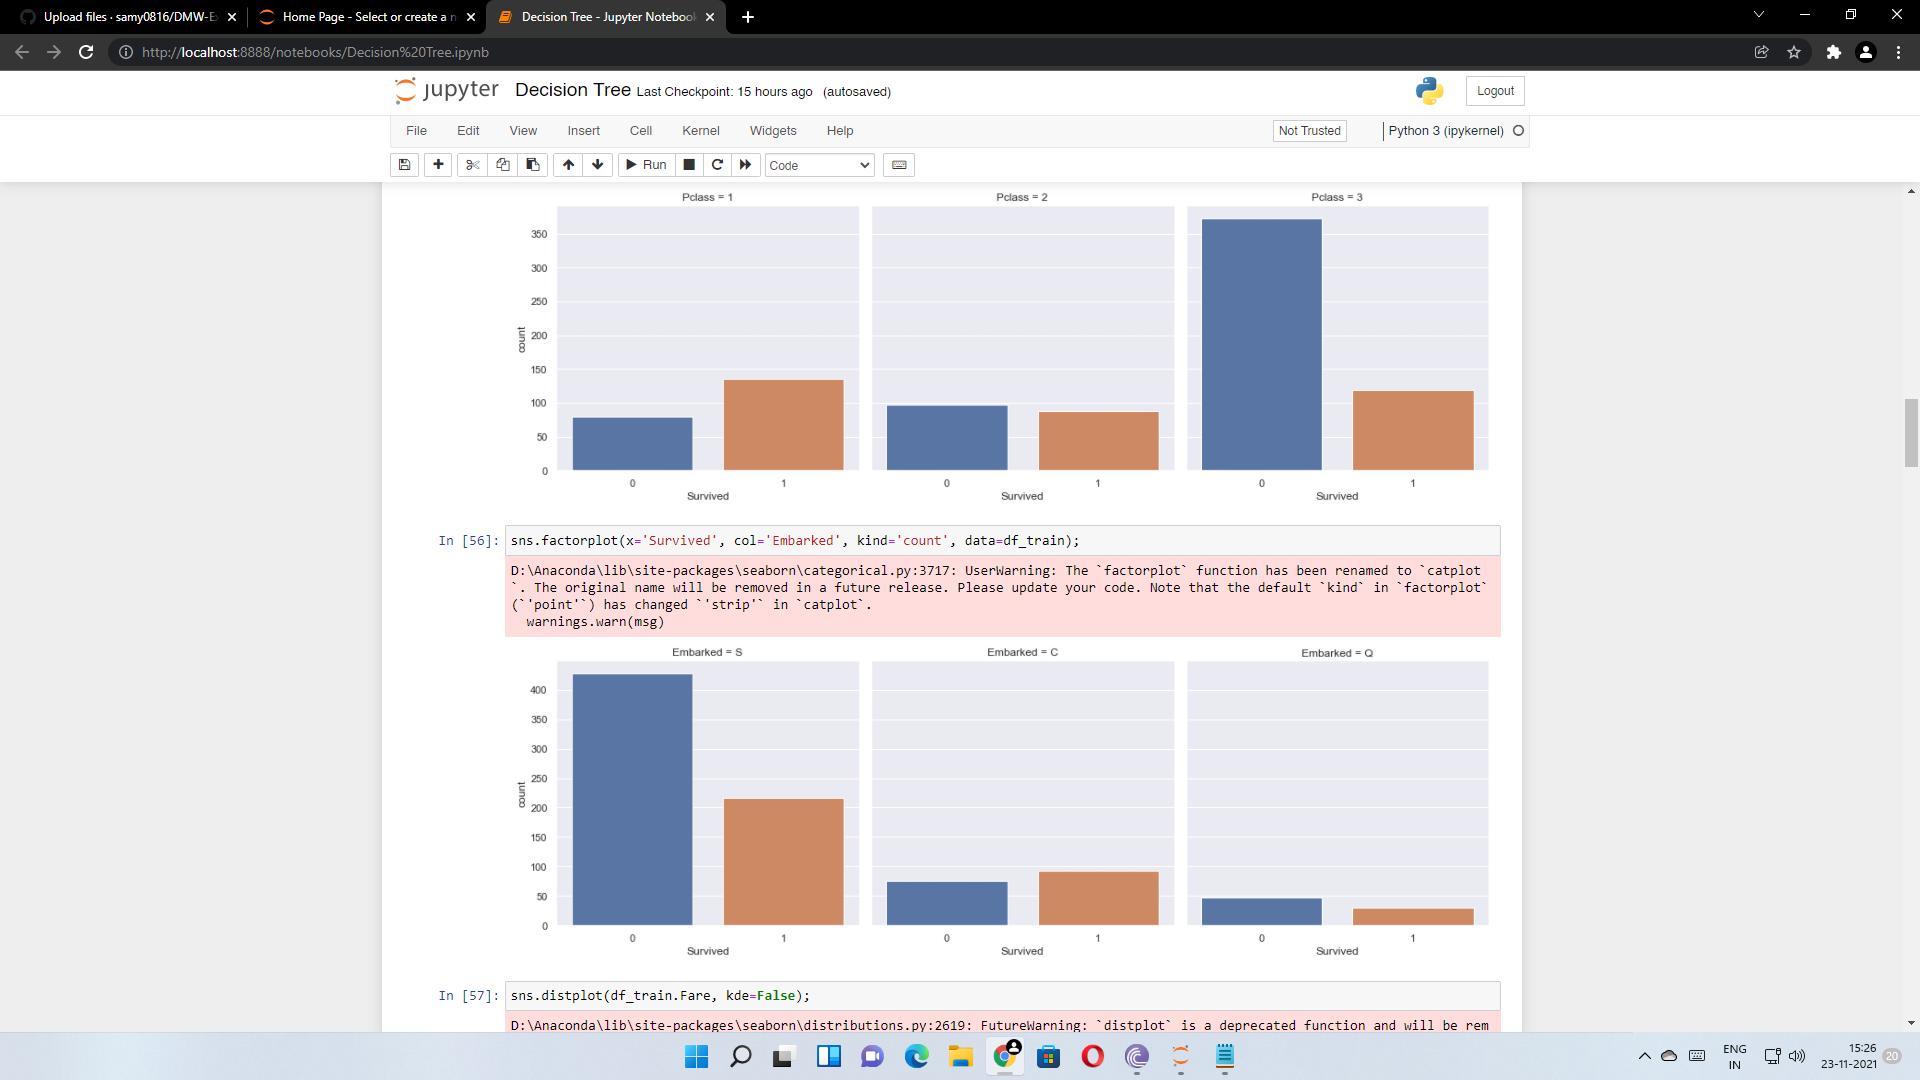 Upload files · samy0816/DMW-E
Home Page - Select or create a n
Decision Tree - Jupyter Notebook
http://localhost:8888/notebooks/Decision%20Tree.ipynb
jupyter Decision Tree Last Checkpoint: 15 hours ago (autosaved)
Logout
File Edit View Insert Cell Kernel Widgets Help
Not Trusted
Python 3 (ipykernel)
Run
Code
Pclass = 1 Pclass = 2 Pclass = 3
350
300
250
200
150
100
50
0
count
0 1 0 1 0 1
Survived Survived Survived
In [56]: sns.factorplot(x='Survived', col='Embarked', kind='count', data=df_train);
D:\Anaconda\lib\site-packages\seaborn\categorical.py:3717: UserWarning: The `factorplot` function has been renamed to `catplot
`. The original name will be removed in a future release. Please update your code. Note that the default `kind` in `factorplot`
(`'point'`) has changed `'strip'` in `catplot`.
warnings.warn(msg)
Embarked = S Embarked = C Embarked = Q
400
350
300
250
200
150
100
50
0
count
0 1 0 1 0 1
Survived Survived Survived
In [57]: sns.distplot(df_train.Fare, kde=False);
D:\Anaconda\lib\site-packages\seaborn\distributions.py:2619: FutureWarning: `distplot` is a deprecated function and will be rem
ENG
IN
15:26
23-11-2021
20